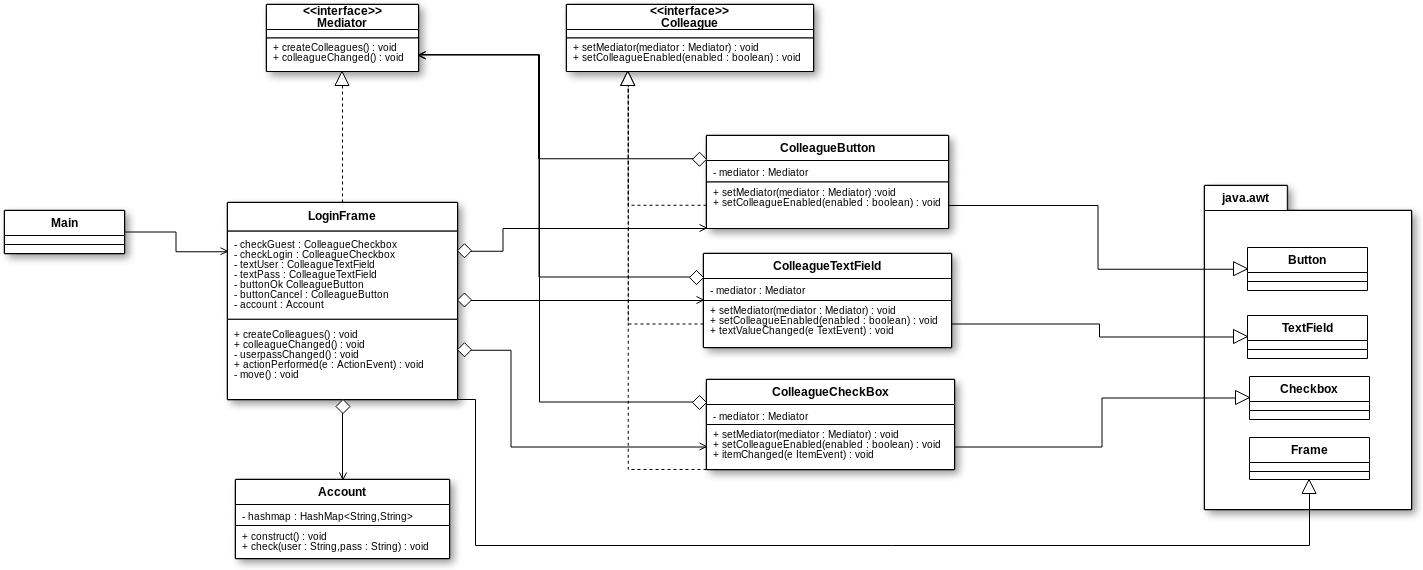 <<interface>>
Mediator
+ createColleagues() : void
+ colleagueChanged() : void
<<interface>>
Colleague
+ setMediator(mediator : Mediator) : void
+ setColleagueEnabled(enabled : boolean) : void
ColleagueButton
- mediator : Mediator
+ setMediator(mediator : Mediator) :void
+ setColleagueEnabled(enabled : boolean) : void
Main
LoginFrame
- checkGuest : ColleagueCheckbox
- checkLogin : ColleagueCheckbox
- textUser : ColleagueTextField
- textPass : ColleagueTextField
- buttonOk ColleagueButton
- buttonCancel : ColleagueButton
- account : Account
+ createColleagues() : void
+ colleagueChanged() : void
- userpassChanged() : void
+ actionPerformed(e : ActionEvent) : void
- move() : void
ColleagueTextField
- mediator : Mediator
+ setMediator(mediator : Mediator) : void
+ setColleagueEnabled(enabled : boolean) : void
+ textValueChanged(e TextEvent) : void
ColleagueCheckBox
- mediator : Mediator
+ setMediator(mediator : Mediator) : void
+ setColleagueEnabled(enabled : boolean) : void
+ itemChanged(e ItemEvent) : void
java.awt
Button
TextField
Checkbox
Frame
Account
- hashmap : HashMap<String,String>
+ construct() : void
+ check(user : String,pass : String) : void